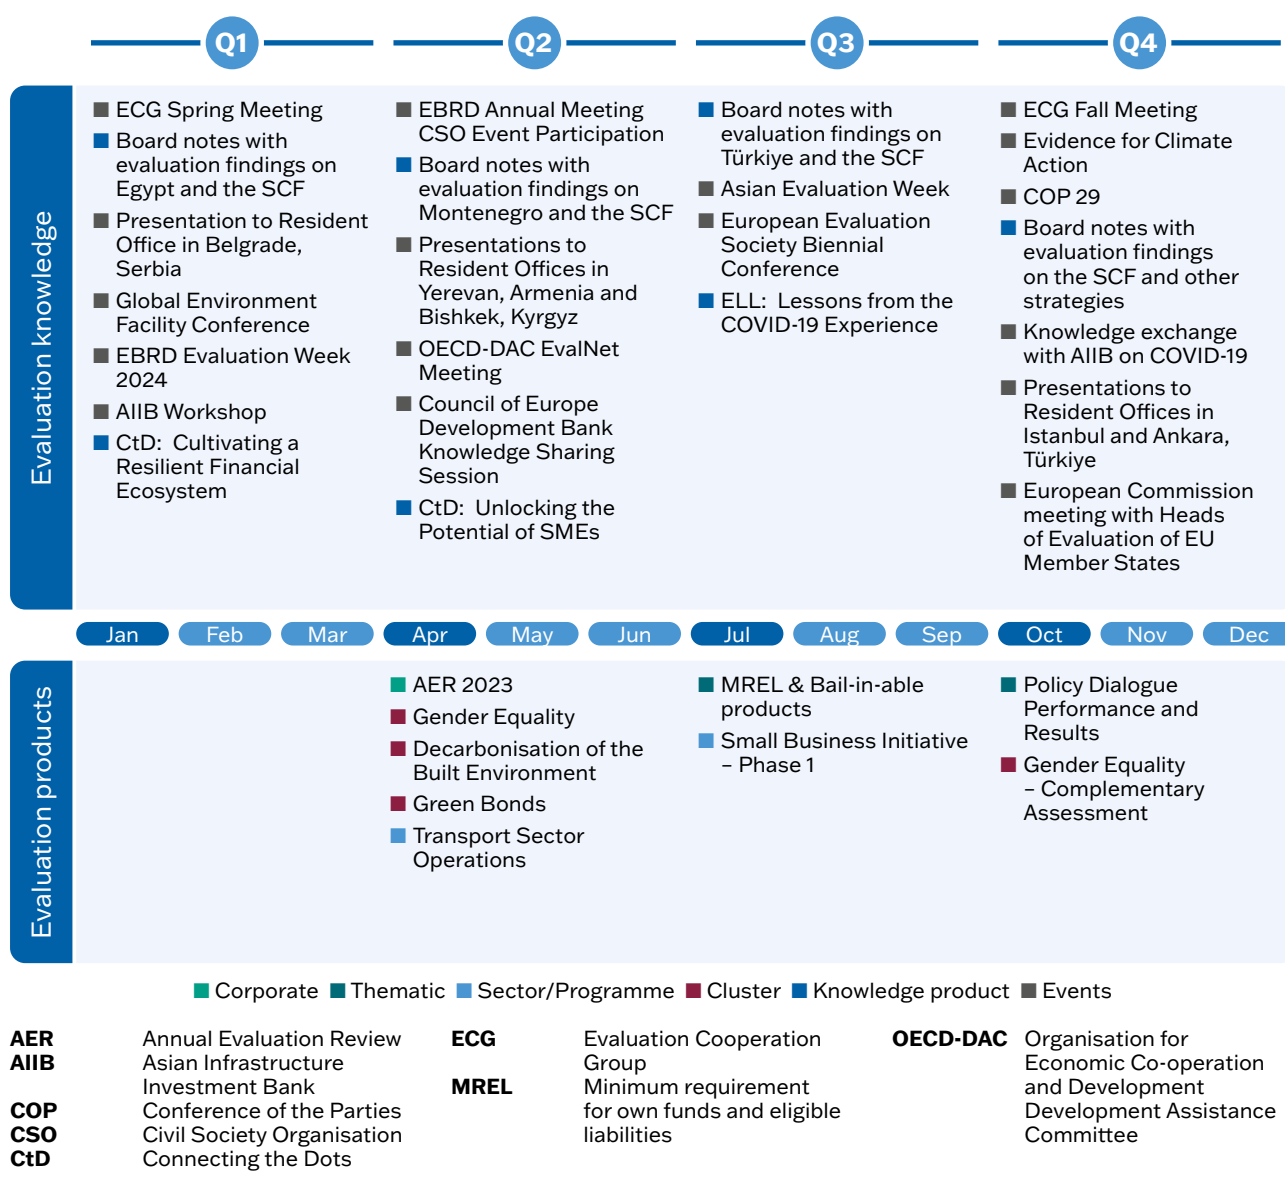 Q1
Q2
Q3
Q4
Evaluation knowledge
ECG Spring Meeting
Board notes with
evaluation findings on
Egypt and the SCF
Presentation to Resident
Office in Belgrade,
Serbia
Global Environment
Facility Conference
EBRD Evaluation Week
2024
AIIB Workshop
CtD: Cultivating a
Resilient Financial
Ecosystem
EBRD Annual Meeting
CSO Event Participation
Board notes with
evaluation findings on
Montenegro and the SCF
Presentations to
Resident Offices in
Yerevan, Armenia and
Bishkek, Kyrgyz
OECD-DAC EvalNet
Meeting
Council of Europe
Development Bank
Knowledge Sharing
Session
CtD: Unlocking the
Potential of SMEs
Board notes with
evaluation findings on
Türkiye and the SCF
Asian Evaluation Week
European Evaluation
Society Biennial
Conference
ELL: Lessons from the
COVID-19 Experience
ECG Fall Meeting
Evidence for Climate
Action
COP 29
Board notes with
evaluation findings
on the SCF and other
strategies
Knowledge exchange
with AIIB on COVID-19
Presentations to
Resident Offices in
Istanbul and Ankara,
Türkiye
European Commission
meeting with Heads
of Evaluation of EU
Member States
Jan
Feb
Mar
Apr
May
Jun
Jul
Aug
Sep
Oct
Nov
Dec
Evaluation products
AER 2023
Gender Equality
Decarbonisation of the
Built Environment
Green Bonds
Transport Sector
Operations
MREL & Bail-in-able
products
Small Business Initiative
– Phase 1
Policy Dialogue
Performance and
Results
Gender Equality
– Complementary
Assessment
Corporate Thematic Sector/Programme Cluster Knowledge product Events
AER Annual Evaluation Review
AIIB Asian Infrastructure
Investment Bank
COP Conference of the Parties
CSO Civil Society Organisation
CtD Connecting the Dots
ECG Evaluation Cooperation
Group
MREL Minimum requirement
for own funds and eligible
liabilities
OECD-DAC Organisation for
Economic Co-operation
and Development
Development Assistance
Committee